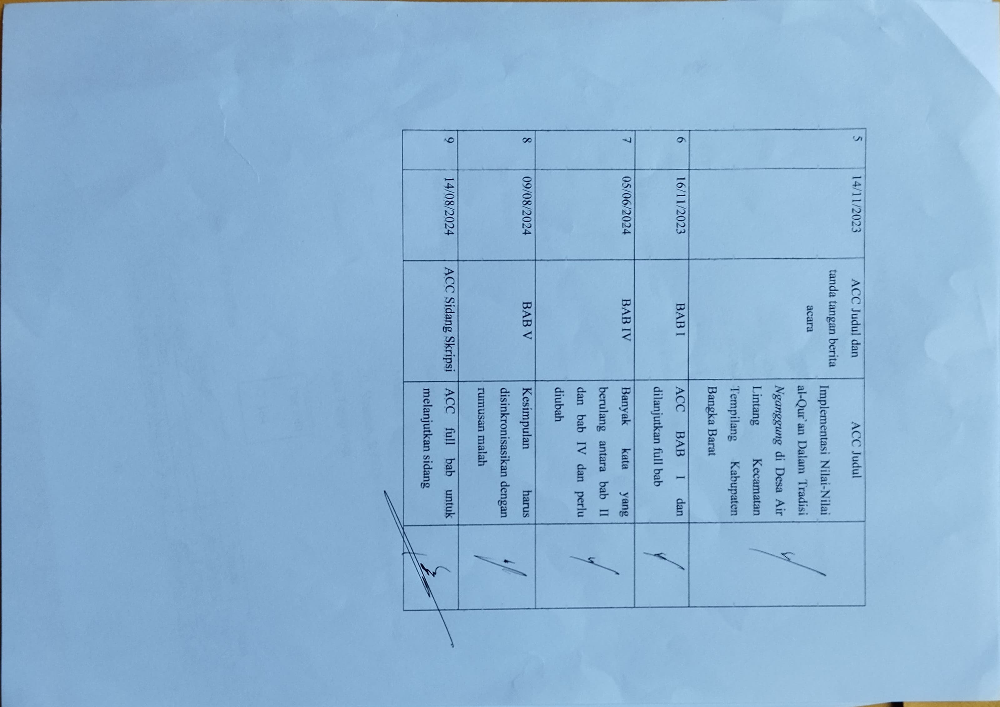 5
14/11/2023
ACC Judul dan
tanda tangan berita
acara
ACC Judul
Implementasi Nilai-Nilai
al-Qur`an Dalam Tradisi
Nganggung di Desa Air
Lintang Kecamatan
Tempilang Kabupaten
Bangka Barat
6
16/11/2023
BAB I
ACC BAB I dan
dilanjutkan full bab
7
05/06/2024
BAB IV
Banyak kata yang
berulang antara bab II
dan bab IV dan perlu
diubah
8
09/08/2024
BAB V
Kesimpulan harus
disinkronisasikan dengan
rumusan malah
9
14/08/2024
ACC Sidang Skripsi
ACC full bab untuk
melanjutkan sidang